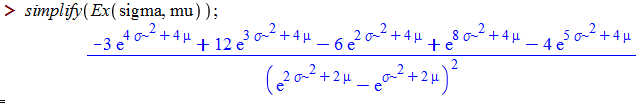 > simplify(Ex(sigma, mu));
(-3 e^(4 σ~^2 + 4 μ) + 12 e^(3 σ~^2 + 4 μ) - 6 e^(2 σ~^2 + 4 μ) + e^(8 σ~^2 + 4 μ) - 4 e^(5 σ~^2 + 4 μ))
/ (e^(2 σ~^2 + 2 μ) - e^(σ~^2 + 2 μ))^2